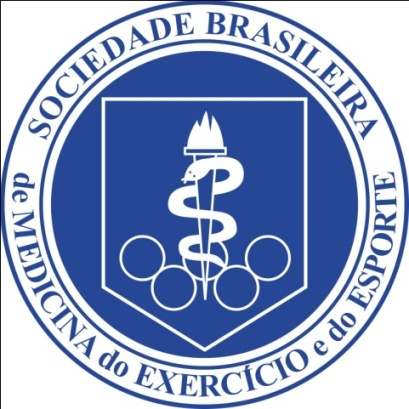 SOCIEDADE BRASILEIRA
de MEDICINA do EXERCÍCIO e do ESPORTE